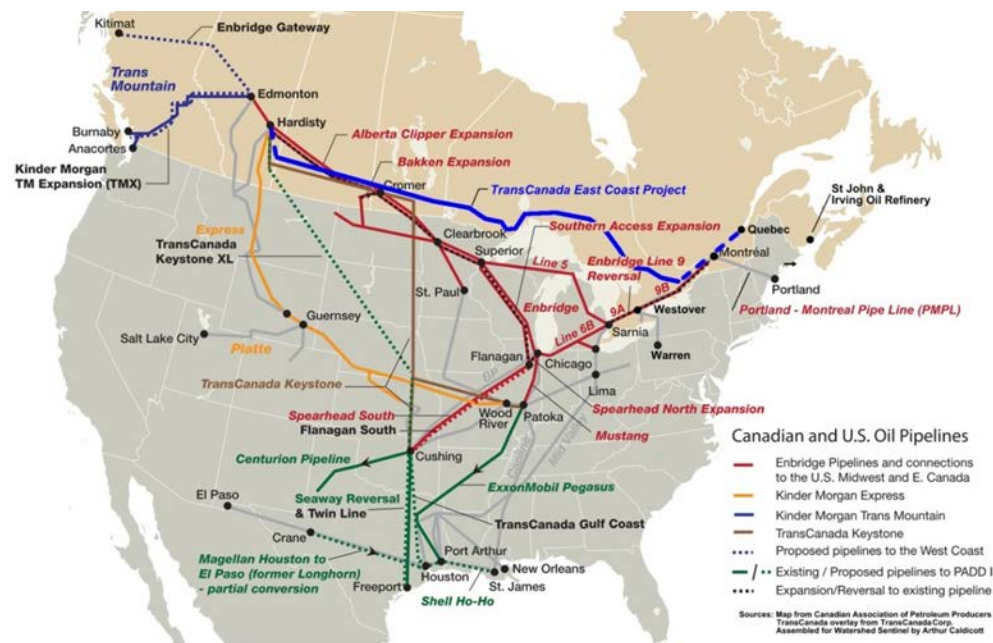 Kitimat
Enbridge Gateway
Trans
Mountain
Edmonton
Hardisty
Burnaby
Anacortes
Alberta Clipper Expansion
Kinder Morgan
TM Expansion (TMX)
Bakken Expansion
Cromer
TransCanada East Coast Project
St John &
Irving Oil Refinery
Express
TransCanada
Keystone XL
Clearbrook
Southern Access Expansion
Superior
Quebec
Line 5
Enbridge Line 9
Reversal
Montréal
St. Paul
Enbridge
9A
9B
Westover
Portland
Portland - Montreal Pipe Line (PMPL)
Guernsey
Line 6B
Sarnia
Salt Lake City
Platte
Flanagan
Chicago
Warren
Lima
BP
TransCanada Keystone
Spearhead South
Flanagan South
Wood
River
Patoka
Spearhead North Expansion
Mustang
Cushing
Centurion Pipeline
Capline
Mid Valley
ExxonMobil Pegasus
El Paso
Seaway Reversal
& Twin Line
TransCanada Gulf Coast
Crane
Port Arthur
Magellan Houston to
El Paso (former Longhorn)
- partial conversion
Houston
New Orleans
St. James
Freeport
Shell Ho-Ho
Canadian and U.S. Oil Pipelines
Enbridge Pipelines and connections
to the U.S. Midwest and E. Canada
Kinder Morgan Express
Kinder Morgan Trans Mountain
TransCanada Keystone
Proposed pipelines to the West Coast
/ Existing / Proposed pipelines to PADD I
Expansion/Reversal to existing pipeline
Sources: Map from Canadian Association of Petroleum Producers
TransCanada overlay from TransCanada Corp.
Assembled for Watershed Sentinel by Arthur Caldicott